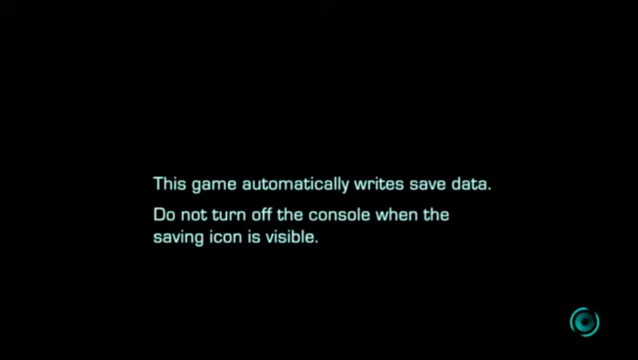 This game automatically writes save data.
Do not turn off the console when the
saving icon is visible.